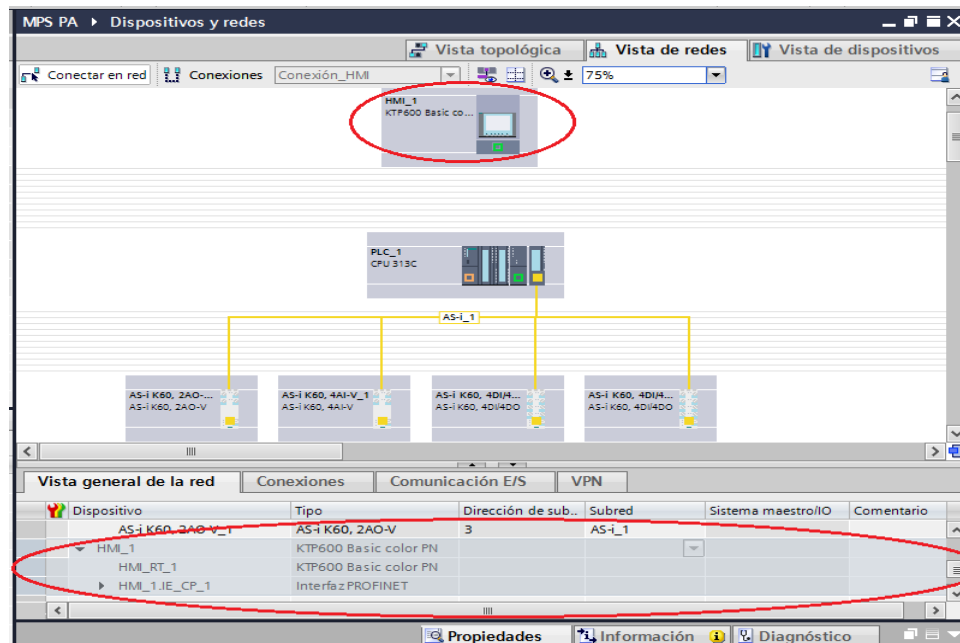 MPS PA ▸ Dispositivos y redes
Vista topológica Vista de redes Vista de dispositivos
Conectar en red Conexiones Conexión_HMI 75%
HMI_1
KTP600 Basic co...
PLC_1
CPU 313C
AS-i_1
AS-i K60, 2AO-... AS-i K60, 4AI-V_1 AS-i K60, 4DI/4... AS-i K60, 4DI/4...
AS-i K60, 2AO-V AS-i K60, 4AI-V AS-i K60, 4DI/4DO AS-i K60, 4DI/4DO
Vista general de la red Conexiones Comunicación E/S VPN
Dispositivo Tipo Dirección de sub.. Subred Sistema maestro/IO Comentario
AS-i K60, 2AO-V_1 AS-i K60, 2AO-V 3 AS-i_1
HMI_1 KTP600 Basic color PN
HMI_RT_1 KTP600 Basic color PN
HMI_1.IE_CP_1 Interfaz PROFINET
Propiedades Información Diagnóstico